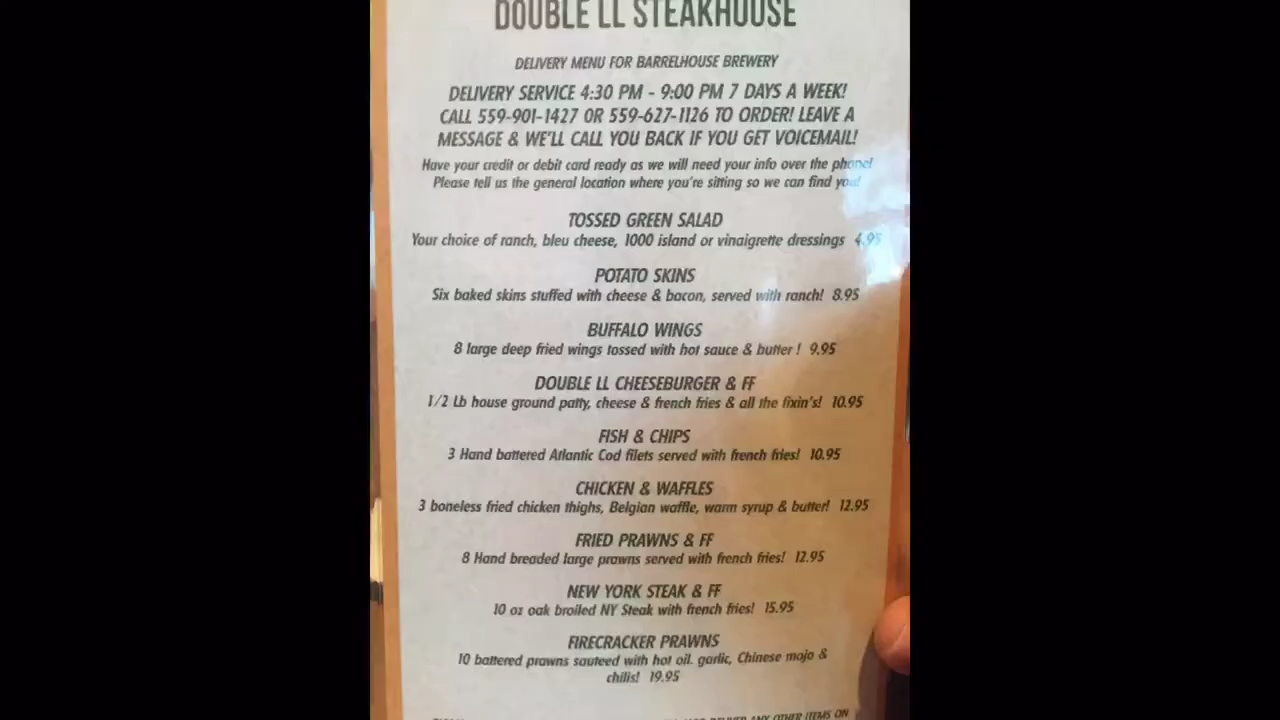 DOUBLE LL STEAKHOUSE
DELIVERY MENU FOR BARRELHOUSE BREWERY
DELIVERY SERVICE 4:30 PM - 9:00 PM 7 DAYS A WEEK!
CALL 559-901-1427 OR 559-627-1126 TO ORDER! LEAVE A
MESSAGE & WE'LL CALL YOU BACK IF YOU GET VOICEMAIL!
Have your credit or debit card ready as we will need your info over the phone!
Please tell us the general location where you're sitting so we can find you!
TOSSED GREEN SALAD
Your choice of ranch, bleu cheese, 1000 island or vinaigrette dressings 4.95
POTATO SKINS
Six baked skins stuffed with cheese & bacon, served with ranch! 8.95
BUFFALO WINGS
8 large deep fried wings tossed with hot sauce & butter ! 9.95
DOUBLE LL CHEESEBURGER & FF
1/2 Lb house ground patty, cheese & french fries & all the fixin's! 10.95
FISH & CHIPS
3 Hand battered Atlantic Cod filets served with french fries! 10.95
CHICKEN & WAFFLES
3 boneless fried chicken thighs, Belgian waffle, warm syrup & butter! 12.95
FRIED PRAWNS & FF
8 Hand breaded large prawns served with french fries! 12.95
NEW YORK STEAK & FF
10 oz oak broiled NY Steak with french fries! 15.95
FIRECRACKER PRAWNS
10 battered prawns sauteed with hot oil. garlic, Chinese mojo &
chilis! 19.95
DELIVER ANY OTHER ITEMS ON